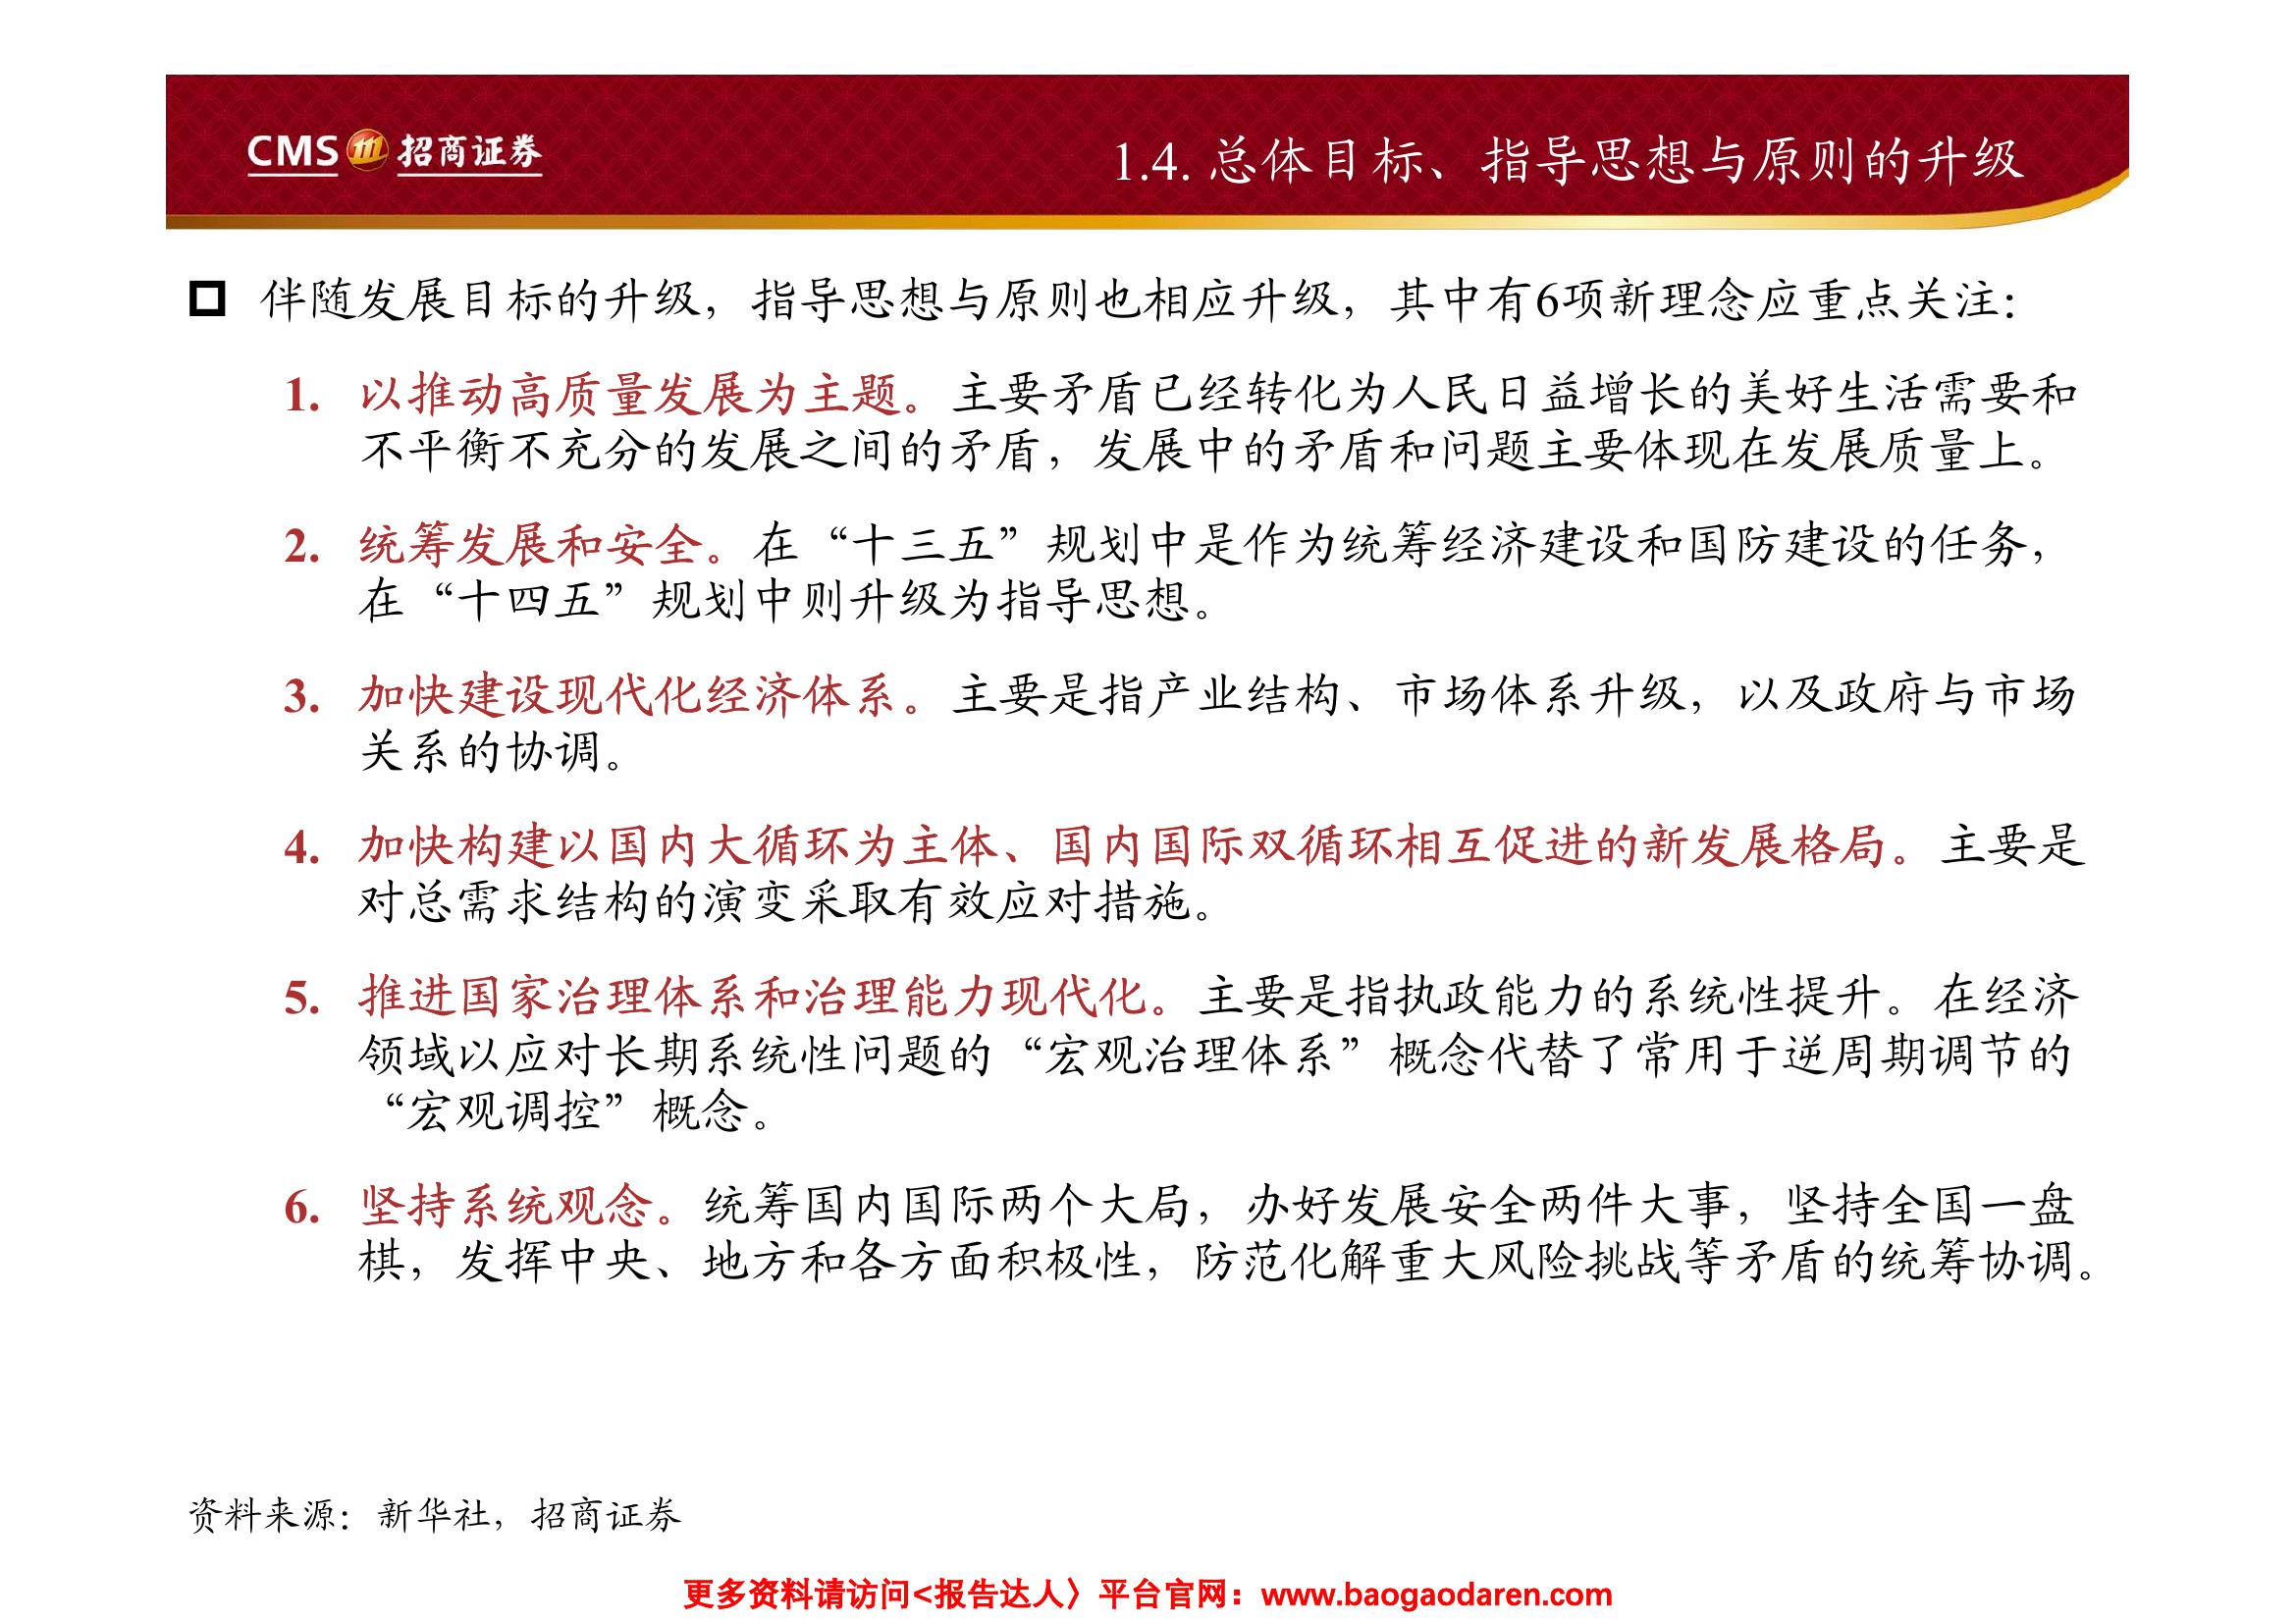 CMS 招商证券
1.4. 总体目标、指导思想与原则的升级
伴随发展目标的升级，指导思想与原则也相应升级，其中有6项新理念应重点关注：
1. 以推动高质量发展为主题。主要矛盾已经转化为人民日益增长的美好生活需要和
不平衡不充分的发展之间的矛盾，发展中的矛盾和问题主要体现在发展质量上。
2. 统筹发展和安全。在“十三五”规划中是作为统筹经济建设和国防建设的任务，
在“十四五”规划中则升级为指导思想。
3. 加快建设现代化经济体系。主要是指产业结构、市场体系升级，以及政府与市场
关系的协调。
4. 加快构建以国内大循环为主体、国内国际双循环相互促进的新发展格局。主要是
对总需求结构的演变采取有效应对措施。
5. 推进国家治理体系和治理能力现代化。主要是指执政能力的系统性提升。在经济
领域以应对长期系统性问题的“宏观治理体系”概念代替了常用于逆周期调节的
“宏观调控”概念。
6. 坚持系统观念。统筹国内国际两个大局，办好发展安全两件大事，坚持全国一盘
棋，发挥中央、地方和各方面积极性，防范化解重大风险挑战等矛盾的统筹协调。
资料来源：新华社，招商证券
更多资料请访问<报告达人〉平台官网：www.baogaodaren.com